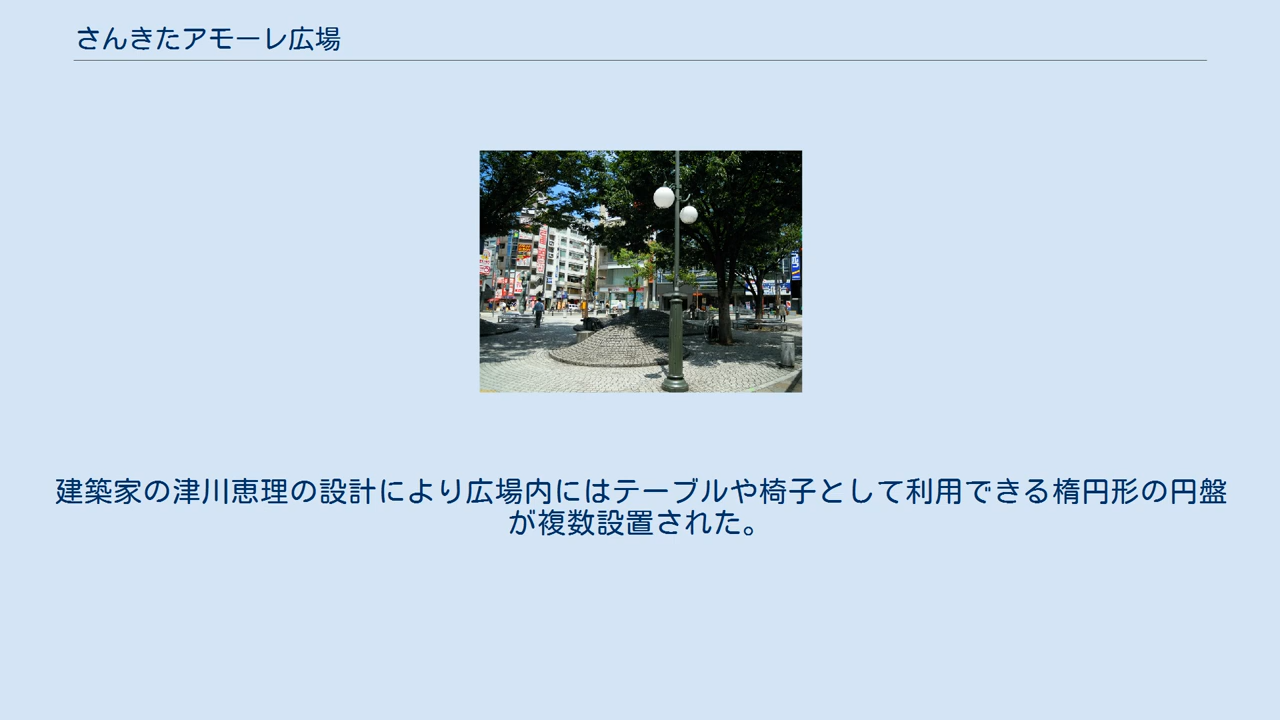 さんきたアモーレ広場
建築家の津川恵理の設計により広場内にはテーブルや椅子として利用できる楕円形の円盤
が複数設置された。